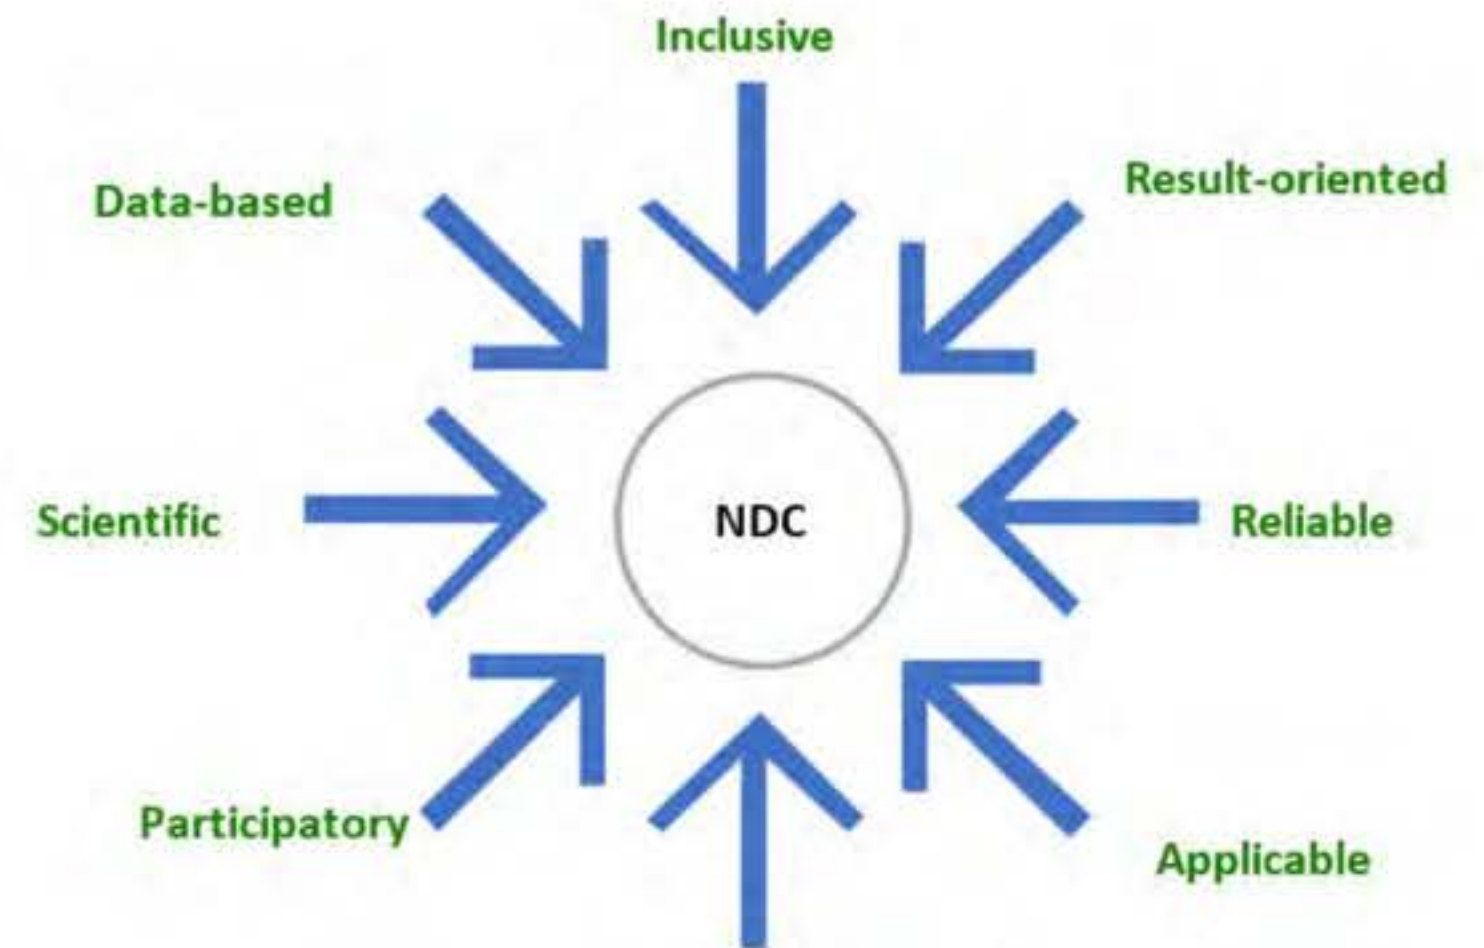 Inclusive
Result-oriented
Data-based
NDC
Scientific
Reliable
Participatory
Applicable